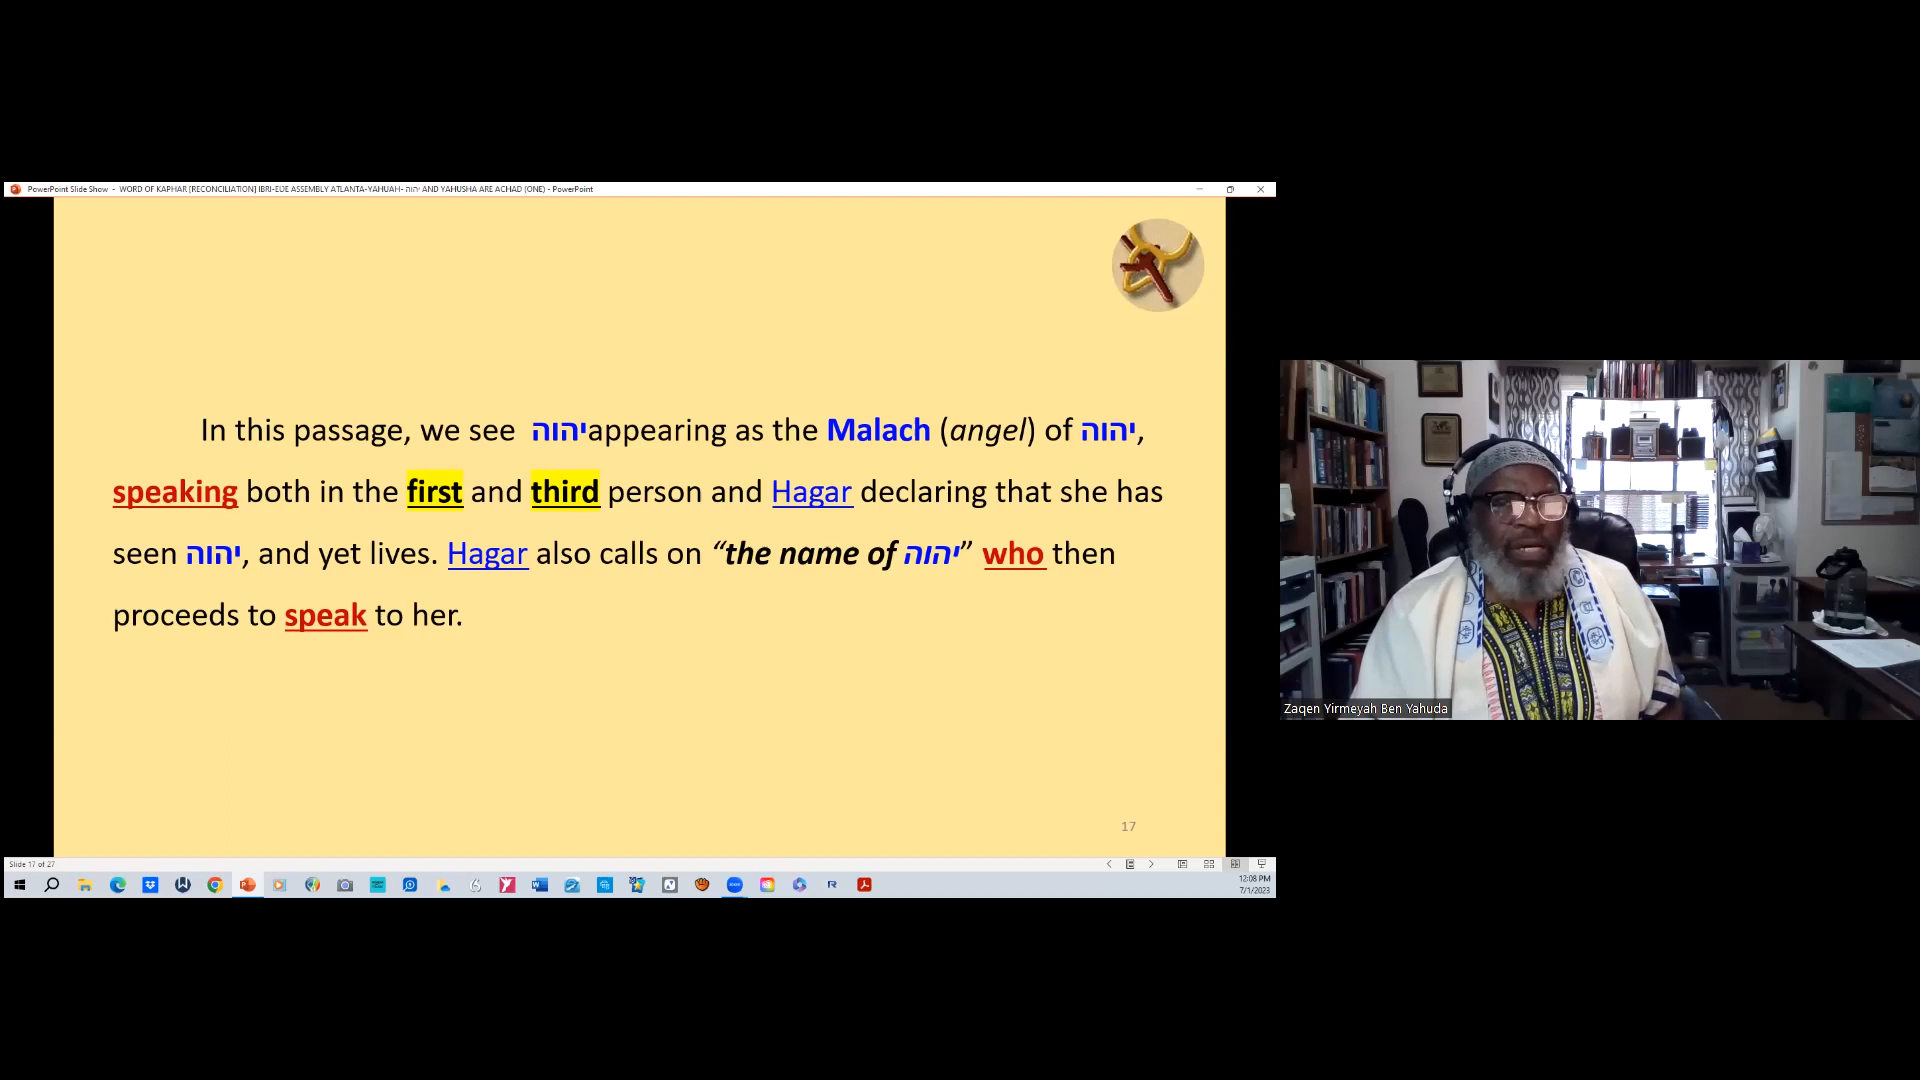 PowerPoint Slide Show - WORD OF KAPHAR [RECONCILIATION] IBRI-EDE ASSEMBLY ATLANTA-YAHUAH- יהוה AND YAHUSHA ARE ACHAD (ONE) - PowerPoint
In this passage, we see יהוהappearing as the Malach (angel) of יהוה,
speaking both in the first and third person and Hagar declaring that she has
seen יהוה, and yet lives. Hagar also calls on “the name of יהוה” who then
proceeds to speak to her.
17
Slide 17 of 27
12:08 PM
7/1/2023
Zaqen Yirmeyah Ben Yahuda